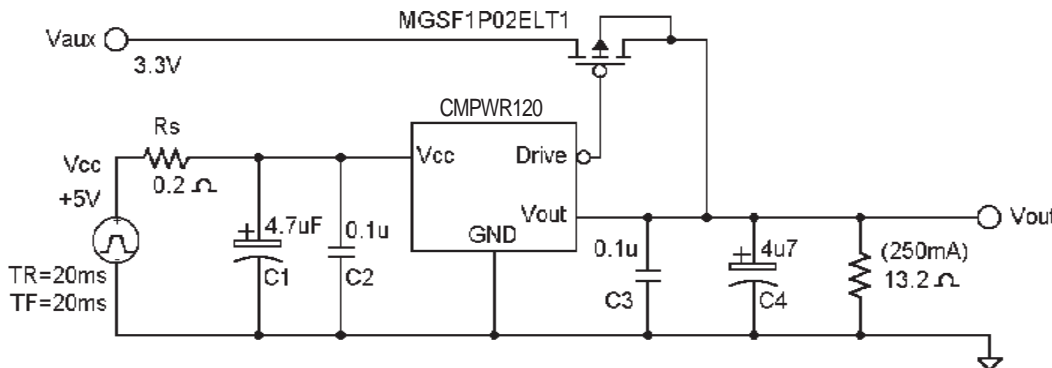 MGSF1P02ELT1
Vaux
3.3V
CMPWR120
Rs
Vcc
0.2 Ω
Vcc
+5V
Drive
Vout
GND
+
4.7uF
0.1u
C1
C2
+
TR=20ms
TF=20ms
0.1u
C3
+
4u7
C4
(250mA)
13.2 Ω
Vout